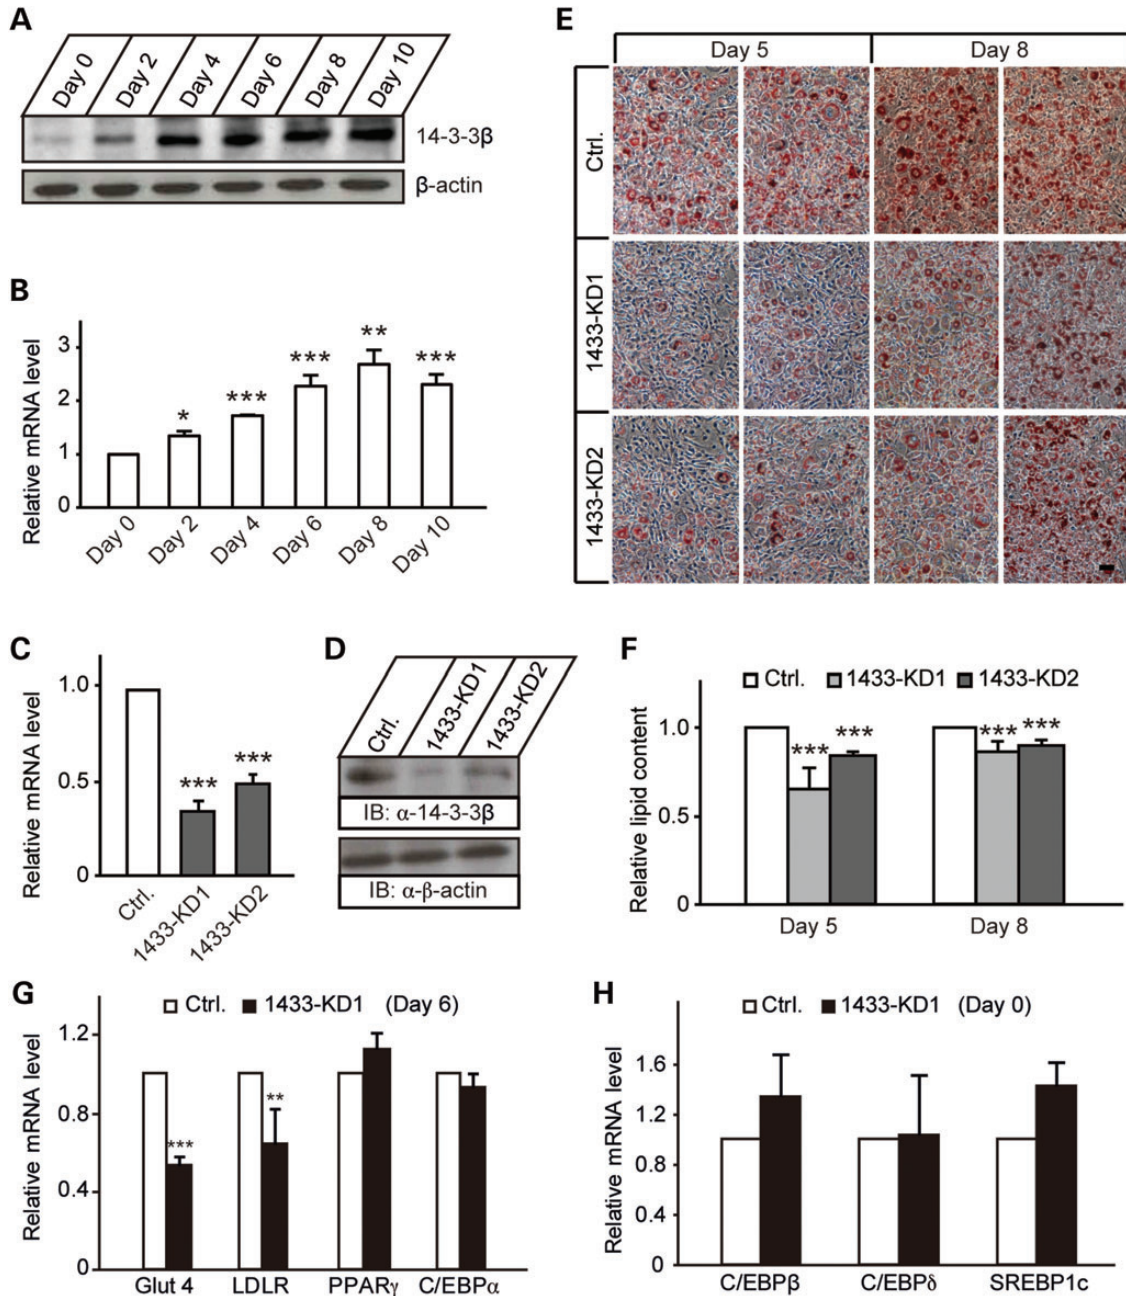 A
Day 0 Day 2 Day 4 Day 6 Day 8 Day 10
14-3-3β
β-actin
B
Relative mRNA level
3
2
1
0
* *** *** ** ***
Day 0 Day 2 Day 4 Day 6 Day 8 Day 10
C
Relative mRNA level
1.0
0.5
0
*** ***
Ctrl. 1433-KD1 1433-KD2
D
Ctrl. 1433-KD1 1433-KD2
IB: α-14-3-3β
IB: α-β-actin
E
Day 5 Day 8
Ctrl.
1433-KD1
1433-KD2
F
Ctrl. 1433-KD1 1433-KD2
Relative lipid content
1.0
0.5
0
*** *** *** ***
Day 5 Day 8
G
Ctrl. 1433-KD1 (Day 6)
Relative mRNA level
1.2
0.8
0.4
0
*** **
Glut 4 LDLR PPARγ C/EBPα
H
Ctrl. 1433-KD1 (Day 0)
Relative mRNA level
1.6
1.2
0.8
0.4
0
C/EBPβ C/EBPδ SREBP1c